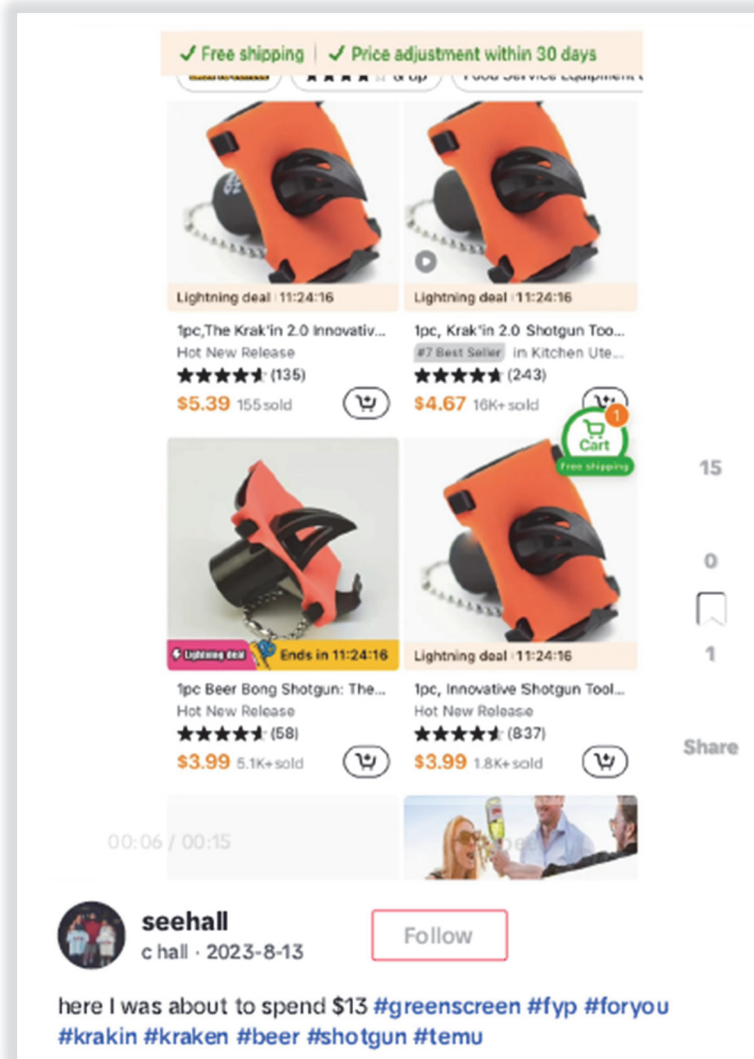 ✓ Free shipping | ✓ Price adjustment within 30 days
& up
Food Service Equipment
Lightning deal 11:24:16
Lightning deal 11:24:16
1pc,The Krak'in 2.0 Innovativ...
Hot New Release
(135)
$5.39 155 sold
1pc, Krak'in 2.0 Shotgun Too...
#7 Best Seller in Kitchen Ute...
(243)
$4.67 16K+ sold
1
Cart
Free shipping
Lightning deal Ends in 11:24:16
Lightning deal 11:24:16
1pc Beer Bong Shotgun: The...
Hot New Release
(58)
$3.99 5.1K+ sold
1pc, Innovative Shotgun Tool...
Hot New Release
(837)
$3.99 1.8K+ sold
15
0
1
Share
00:06 / 00:15
seehall
c hall · 2023-8-13
Follow
here I was about to spend $13 #greenscreen #fyp #foryou
#krakin #kraken #beer #shotgun #temu